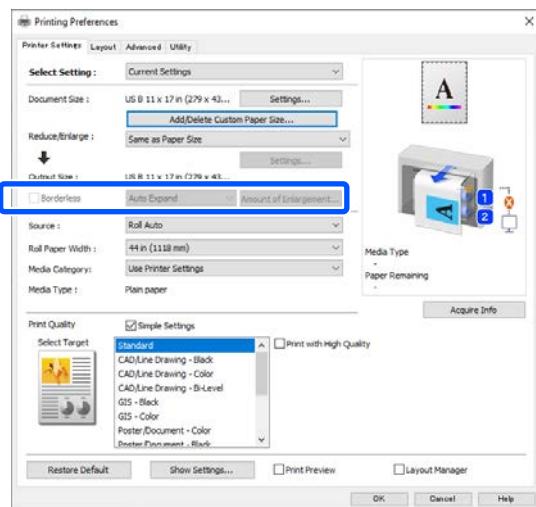 Printing Preferences
Printer Settings Layout Advanced Utility
Select Setting : Current Settings
Document Size : US B 11 x 17 in (279 x 43... Settings...
Add/Delete Custom Paper Size...
Reduce/Enlarge : Same as Paper Size
Settings...
Output Size : US B 11 x 17 in (279 x 43...
Borderless Auto Expand Amount of Enlargement...
Source : Roll Auto
Roll Paper Width : 44 in (1118 mm)
Media Category: Use Printer Settings
Media Type : Plain paper
A
1
2
A
Media Type
-
Paper Remaining
-
Acquire Info
Print Quality Simple Settings
Select Target Standard Print with High Quality
CAD/Line Drawing - Black
CAD/Line Drawing - Color
CAD/Line Drawing - Bi-Level
GIS - Black
GIS - Color
Poster/Document - Color
Poster/Document - Black
Restore Default Show Settings... Print Preview Layout Manager
OK Cancel Help